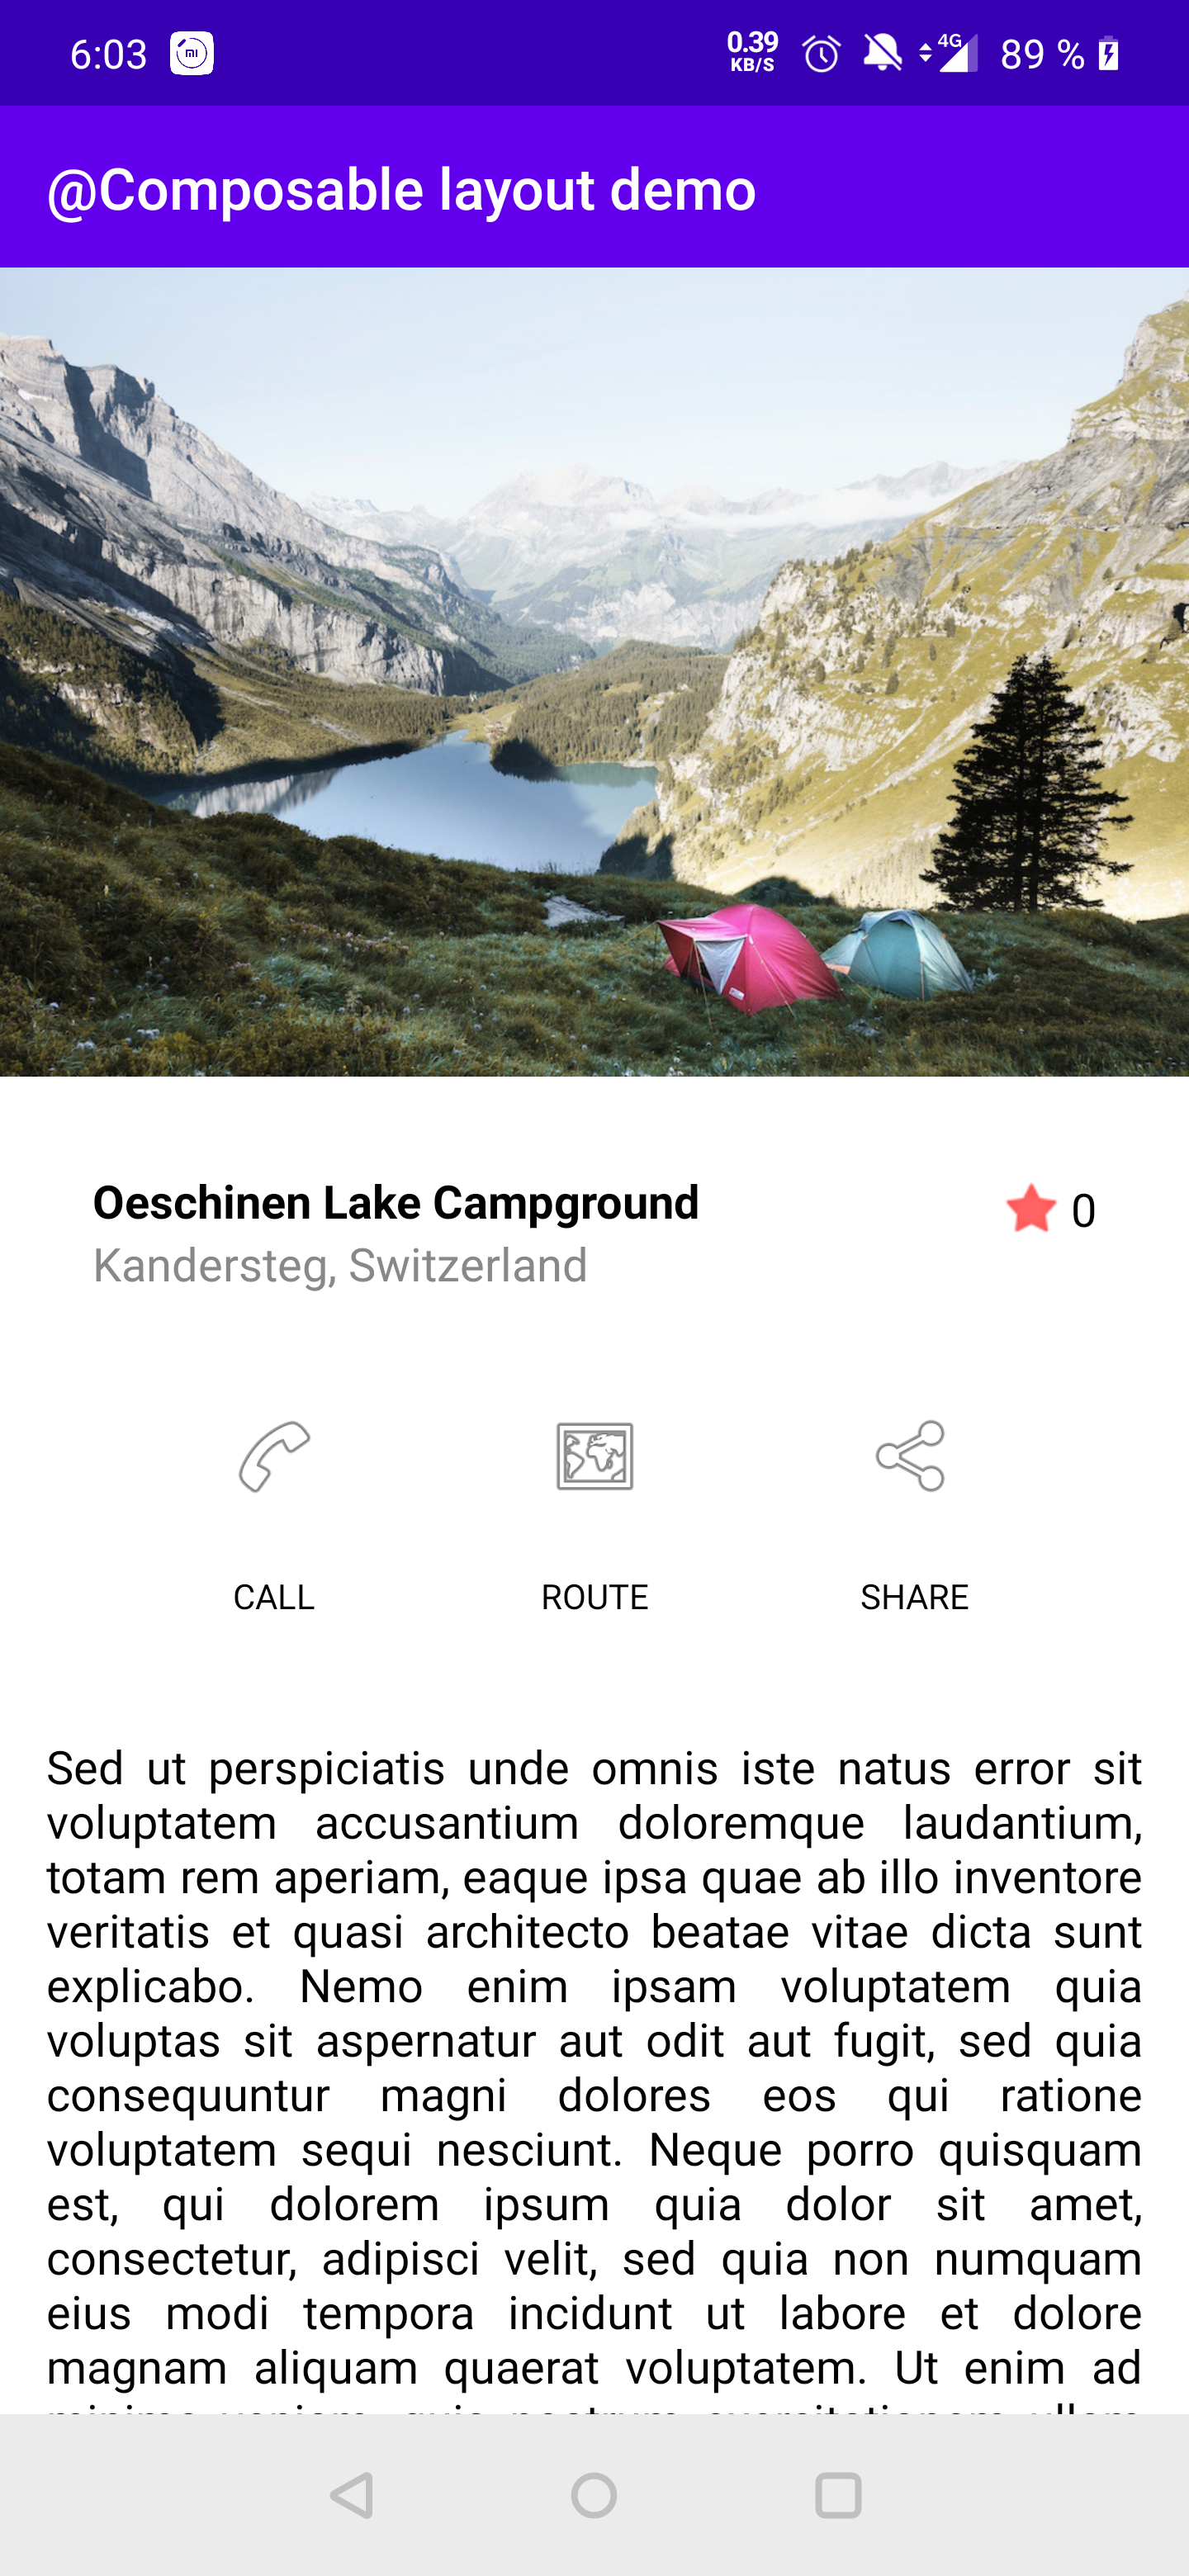 6:03
0.39
KB/S
4G
89 %
@Composable layout demo
Oeschinen Lake Campground
0
Kandersteg, Switzerland
CALL
ROUTE
SHARE
Sed ut perspiciatis unde omnis iste natus error sit
voluptatem accusantium doloremque laudantium,
totam rem aperiam, eaque ipsa quae ab illo inventore
veritatis et quasi architecto beatae vitae dicta sunt
explicabo. Nemo enim ipsam voluptatem quia
voluptas sit aspernatur aut odit aut fugit, sed quia
consequuntur magni dolores eos qui ratione
voluptatem sequi nesciunt. Neque porro quisquam
est, qui dolorem ipsum quia dolor sit amet,
consectetur, adipisci velit, sed quia non numquam
eius modi tempora incidunt ut labore et dolore
magnam aliquam quaerat voluptatem. Ut enim ad